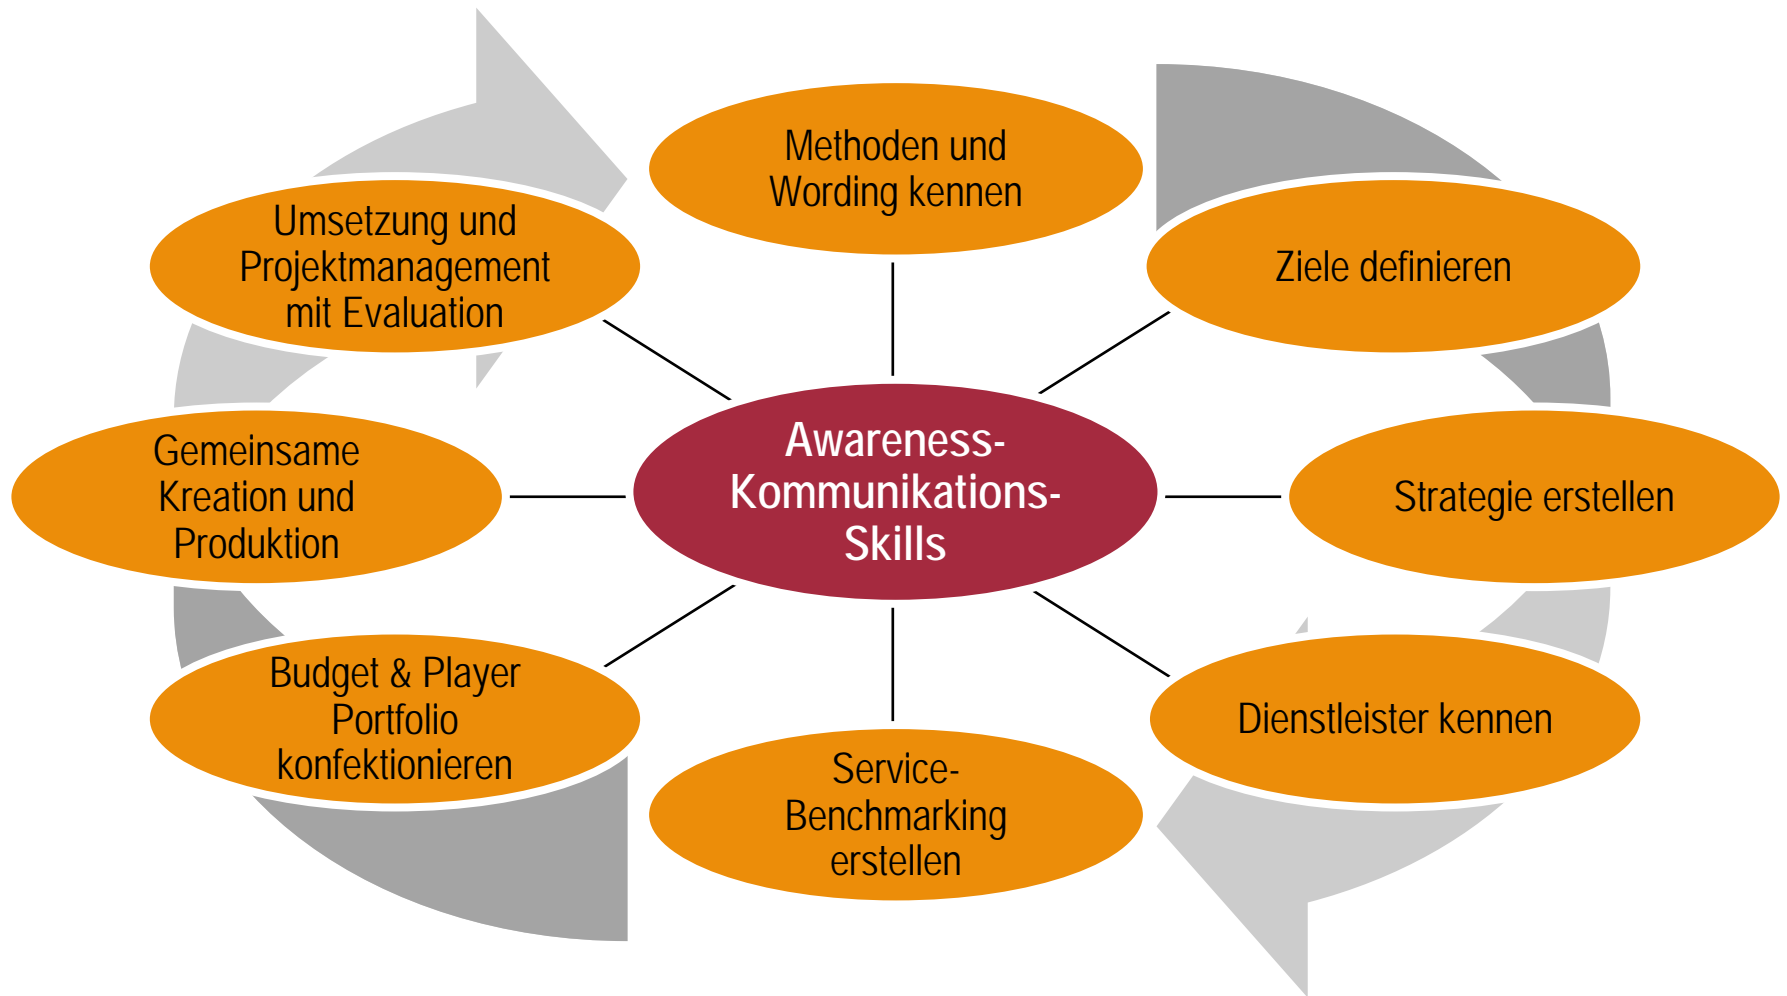 Methoden und
Wording kennen
Ziele definieren
Strategie erstellen
Dienstleister kennen
Service-
Benchmarking
erstellen
Budget & Player
Portfolio
konfektionieren
Gemeinsame
Kreation und
Produktion
Umsetzung und
Projektmanagement
mit Evaluation
Awareness-
Kommunikations-
Skills